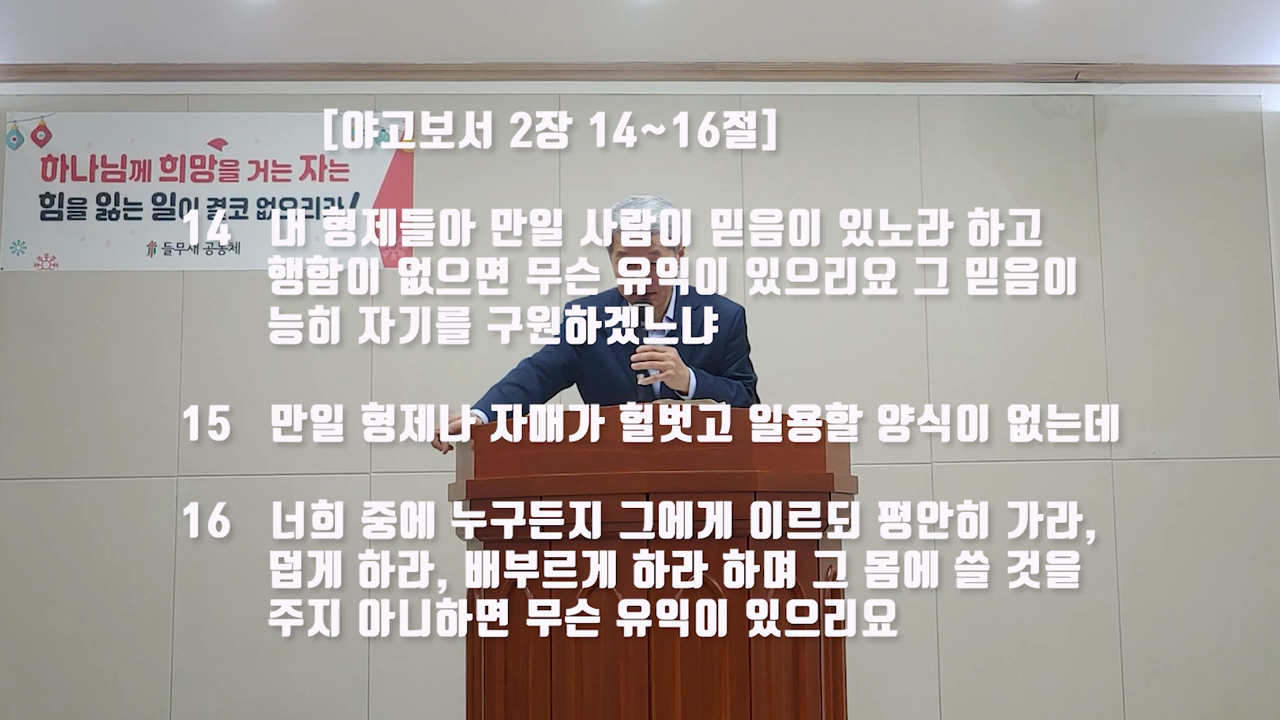 [야고보서 2장 14~16절]
하나님께 희망을 거는 자는
힘을 잃는 일이 결코 없으리라!
들무새 공동체
14 내 형제들아 만일 사람이 믿음이 있노라 하고
행함이 없으면 무슨 유익이 있으리요 그 믿음이
능히 자기를 구원하겠느냐
15 만일 형제나 자매가 헐벗고 일용할 양식이 없는데
16 너희 중에 누구든지 그에게 이르되 평안히 가라,
덥게 하라, 배부르게 하라 하며 그 몸에 쓸 것을
주지 아니하면 무슨 유익이 있으리요